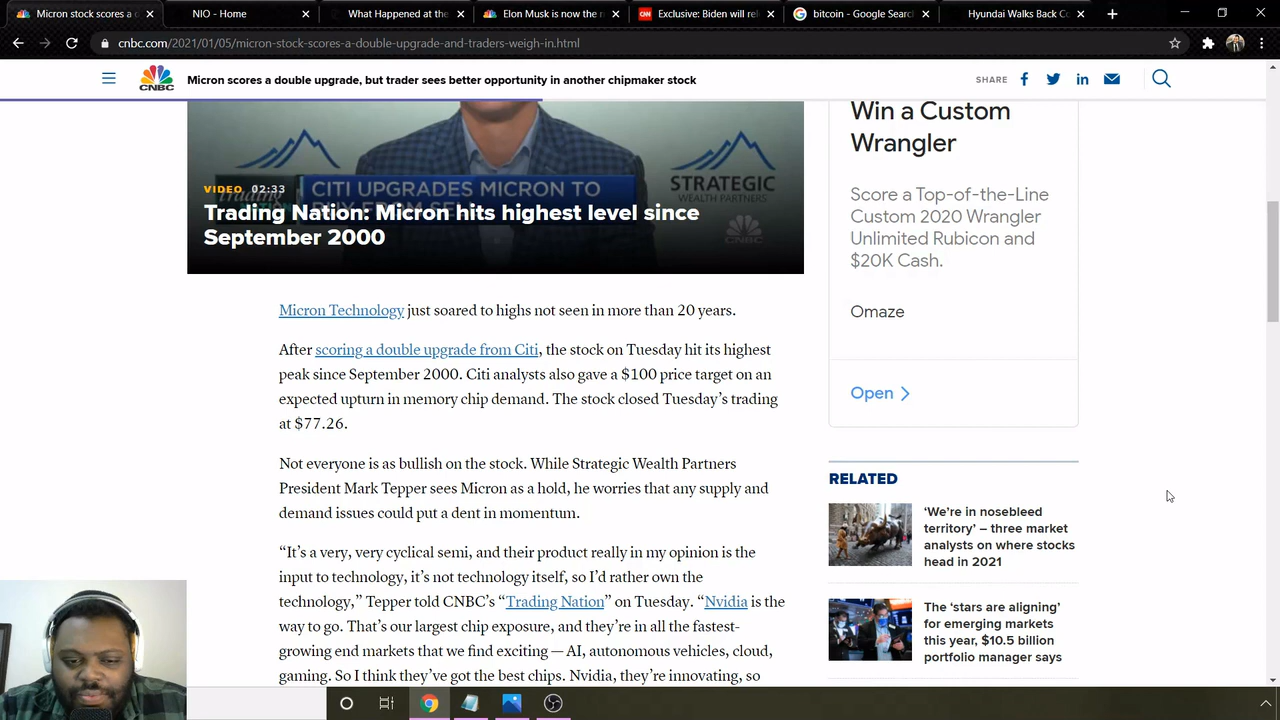 Micron stock scores a d
NIO - Home
What Happened at the
Elon Musk is now the r
Exclusive: Biden will rel
bitcoin - Google Search
Hyundai Walks Back Co
cnbc.com/2021/01/05/micron-stock-scores-a-double-upgrade-and-traders-weigh-in.html
CNBC
Micron scores a double upgrade, but trader sees better opportunity in another chipmaker stock
SHARE
CITI UPGRADES MICRON TO
STRATEGIC
WEALTH PARTNERS
VIDEO 02:33
Trading Nation: Micron hits highest level since
September 2000
CNBC
Micron Technology just soared to highs not seen in more than 20 years.
After scoring a double upgrade from Citi, the stock on Tuesday hit its highest
peak since September 2000. Citi analysts also gave a $100 price target on an
expected upturn in memory chip demand. The stock closed Tuesday’s trading
at $77.26.
Not everyone is as bullish on the stock. While Strategic Wealth Partners
President Mark Tepper sees Micron as a hold, he worries that any supply and
demand issues could put a dent in momentum.
“It’s a very, very cyclical semi, and their product really in my opinion is the
input to technology, it’s not technology itself, so I’d rather own the
technology,” Tepper told CNBC’s “Trading Nation” on Tuesday. “Nvidia is the
way to go. That’s our largest chip exposure, and they’re in all the fastest-
growing end markets that we find exciting — AI, autonomous vehicles, cloud,
gaming. So I think they’ve got the best chips. Nvidia, they’re innovating, so
Win a Custom
Wrangler
Score a Top-of-the-Line
Custom 2020 Wrangler
Unlimited Rubicon and
$20K Cash.
Omaze
Open
RELATED
‘We’re in nosebleed
territory’ – three market
analysts on where stocks
head in 2021
The ‘stars are aligning’
for emerging markets
this year, $10.5 billion
portfolio manager says